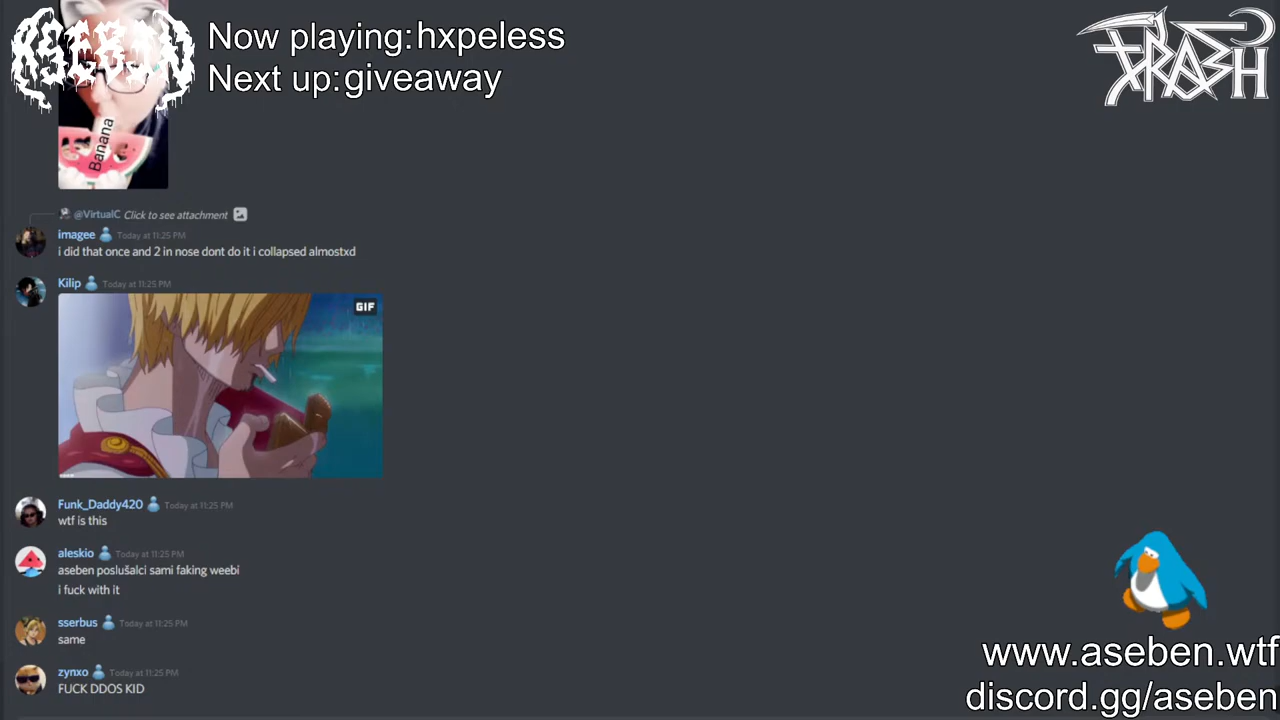 ASEBEN
Now playing:hxpeless
Next up:giveaway
TRASH
Banana
@VirtualC Click to see attachment
imagee Today at 11:25 PM
i did that once and 2 in nose dont do it i collapsed almostxd
Kilip Today at 11:25 PM
GIF
Funk_Daddy420 Today at 11:25 PM
wtf is this
aleskio Today at 11:25 PM
aseben poslušalci sami faking weebi
i fuck with it
sserbus Today at 11:25 PM
same
zynxo Today at 11:25 PM
FUCK DDOS KID
www.aseben.wtf
discord.gg/aseben